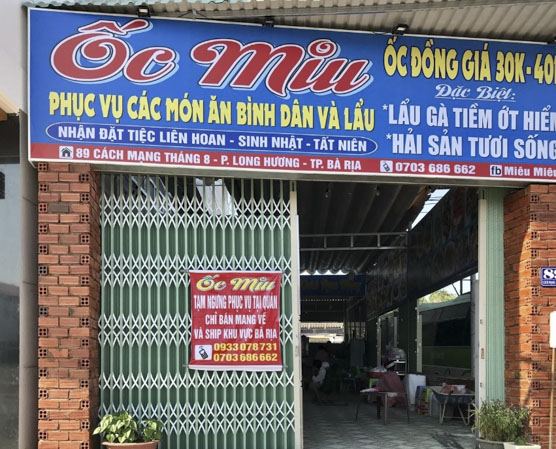 Ốc Mỉu
ỐC ĐỒNG GIÁ 30K - 40
PHỤC VỤ CÁC MÓN ĂN BÌNH DÂN VÀ LẨU
Đặc Biệt:
*LẨU GÀ TIỀM ỚT HIỂM
*HẢI SẢN TƯƠI SỐNG
NHẬN ĐẶT TIỆC LIÊN HOAN - SINH NHẬT - TẤT NIÊN
89 CÁCH MẠNG THÁNG 8 - P. LONG HƯƠNG - TP. BÀ RỊA
0703 686 662
fb Miêu Miêu
Ốc Mỉu
TẠM NGƯNG PHỤC VỤ TẠI QUÁN
CHỈ BÁN MANG VỀ
VÀ SHIP KHU VỰC BÀ RỊA
0933 078 731
0703 686 662